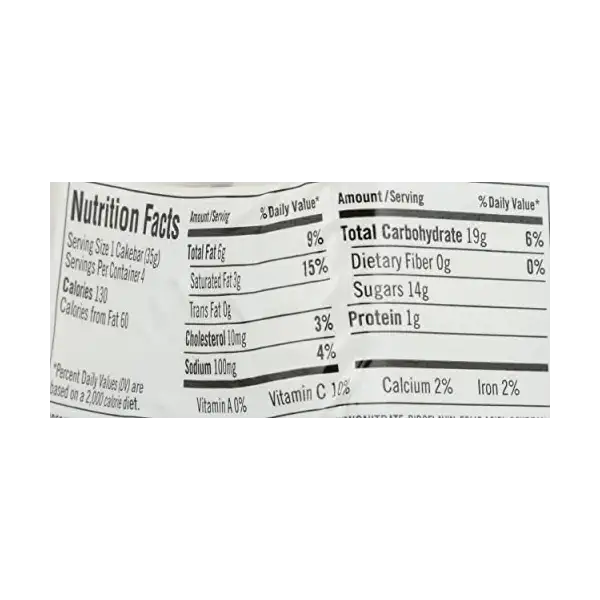 Nutrition Facts
Serving Size 1 Cakebar (35g)
Servings Per Container 4
Calories 130
Calories from Fat 60
*Percent Daily Values (DV) are
based on a 2,000 calorie diet.
Amount/Serving % Daily Value*
Total Fat 6g 9%
Saturated Fat 3g 15%
Trans Fat 0g
Cholesterol 10mg 3%
Sodium 100mg 4%
Amount/Serving % Daily Value*
Total Carbohydrate 19g 6%
Dietary Fiber 0g 0%
Sugars 14g
Protein 1g
Vitamin A 0% Vitamin C 10% Calcium 2% Iron 2%